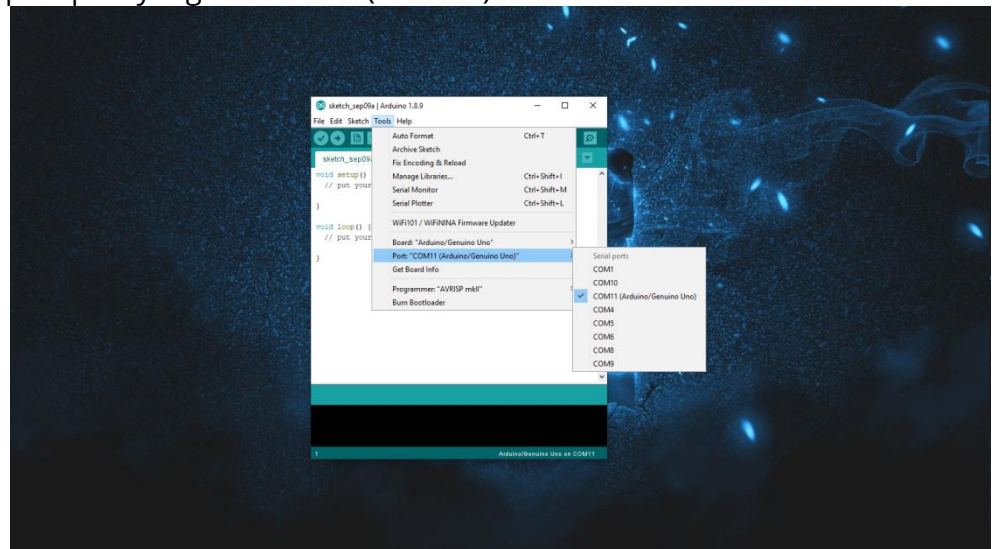 sketch_sep09a | Arduino 1.8.9
File Edit Sketch Tools Help
sketch_sep09
void setup()
// put your
}
void loop() {
// put your
}
Auto Format Ctrl+T
Archive Sketch
Fix Encoding & Reload
Manage Libraries... Ctrl+Shift+I
Serial Monitor Ctrl+Shift+M
Serial Plotter Ctrl+Shift+L
WiFi101 / WiFiNINA Firmware Updater
Board: "Arduino/Genuino Uno"
Port: "COM11 (Arduino/Genuino Uno)"
Get Board Info
Programmer: "AVRISP mkII"
Burn Bootloader
Serial ports
COM1
COM10
COM11 (Arduino/Genuino Uno)
COM4
COM5
COM6
COM8
COM9
1 Arduino/Genuino Uno on COM11